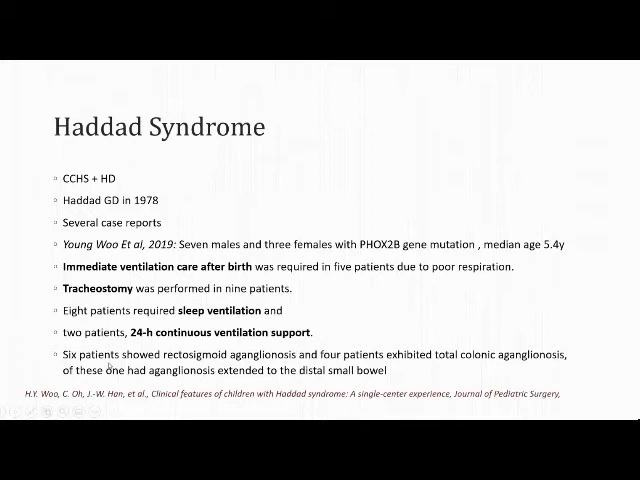 Haddad Syndrome
CCHS + HD
Haddad GD in 1978
Several case reports
Young Woo Et al, 2019: Seven males and three females with PHOX2B gene mutation , median age 5.4y
Immediate ventilation care after birth was required in five patients due to poor respiration.
Tracheostomy was performed in nine patients.
Eight patients required sleep ventilation and
two patients, 24-h continuous ventilation support.
Six patients showed rectosigmoid aganglionosis and four patients exhibited total colonic aganglionosis,
of these one had aganglionosis extended to the distal small bowel
H.Y. Woo, C. Oh, J.-W. Han, et al., Clinical features of children with Haddad syndrome: A single-center experience, Journal of Pediatric Surgery,